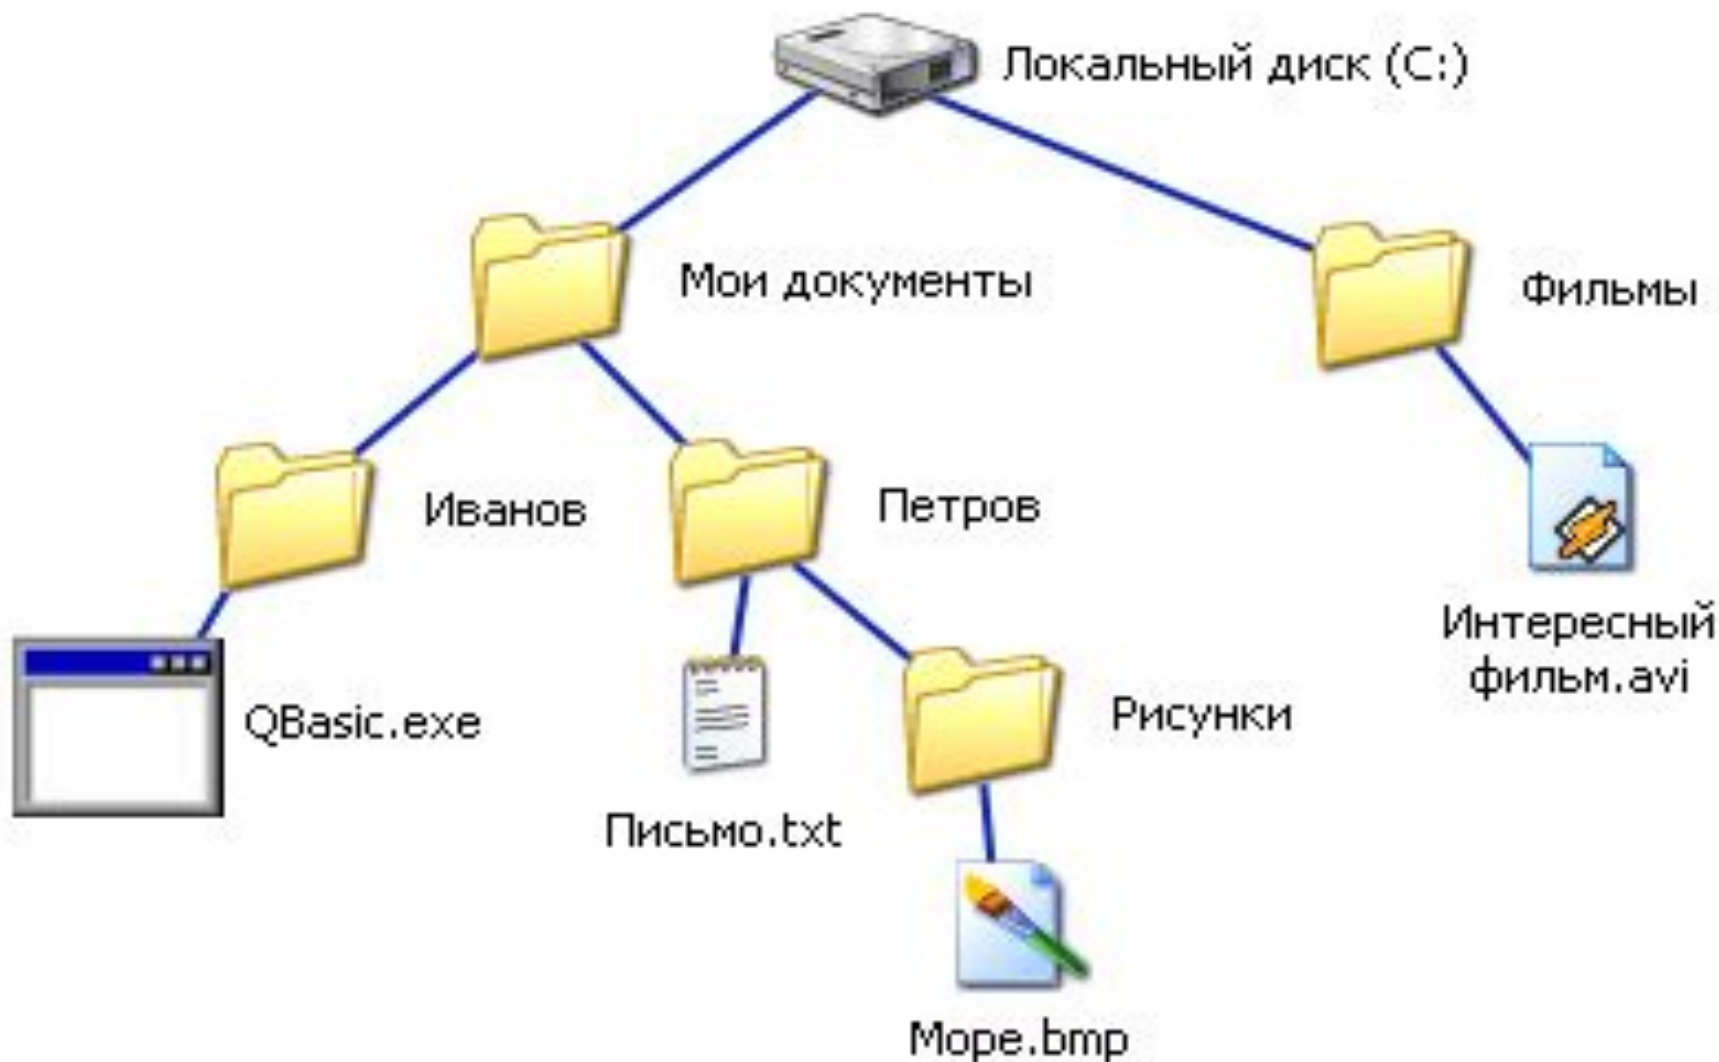 Локальный диск (C:)
Мои документы
Фильмы
Иванов
Петров
Интересный
фильм.avi
QBasic.exe
Рисунки
Письмо.txt
Море.bmp